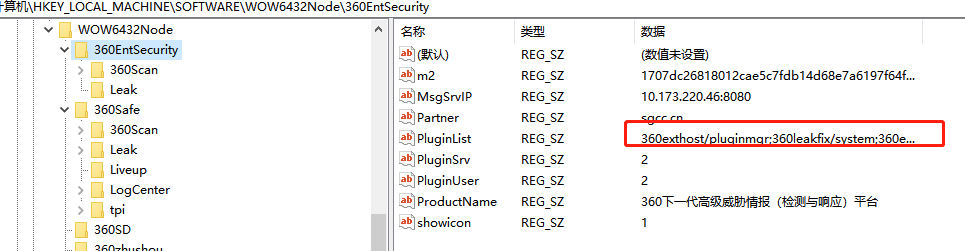 计算机\HKEY_LOCAL_MACHINE\SOFTWARE\WOW6432Node\360EntSecurity
WOW6432Node
360EntSecurity
360Scan
Leak
360Safe
360Scan
Leak
Liveup
LogCenter
tpi
360SD
360zhushou
名称 类型 数据
(默认) REG_SZ (数值未设置)
m2 REG_SZ 1707dc26818012cae5c7fdb14d68e7a6197f64f...
MsgSrvIP REG_SZ 10.173.220.46:8080
Partner REG_SZ sgcc.cn
PluginList REG_SZ 360exthost/pluginmgr;360leakfix/system;360e...
PluginSrv REG_SZ 2
PluginUser REG_SZ 2
ProductName REG_SZ 360下一代高级威胁情报（检测与响应）平台
showicon REG_SZ 1